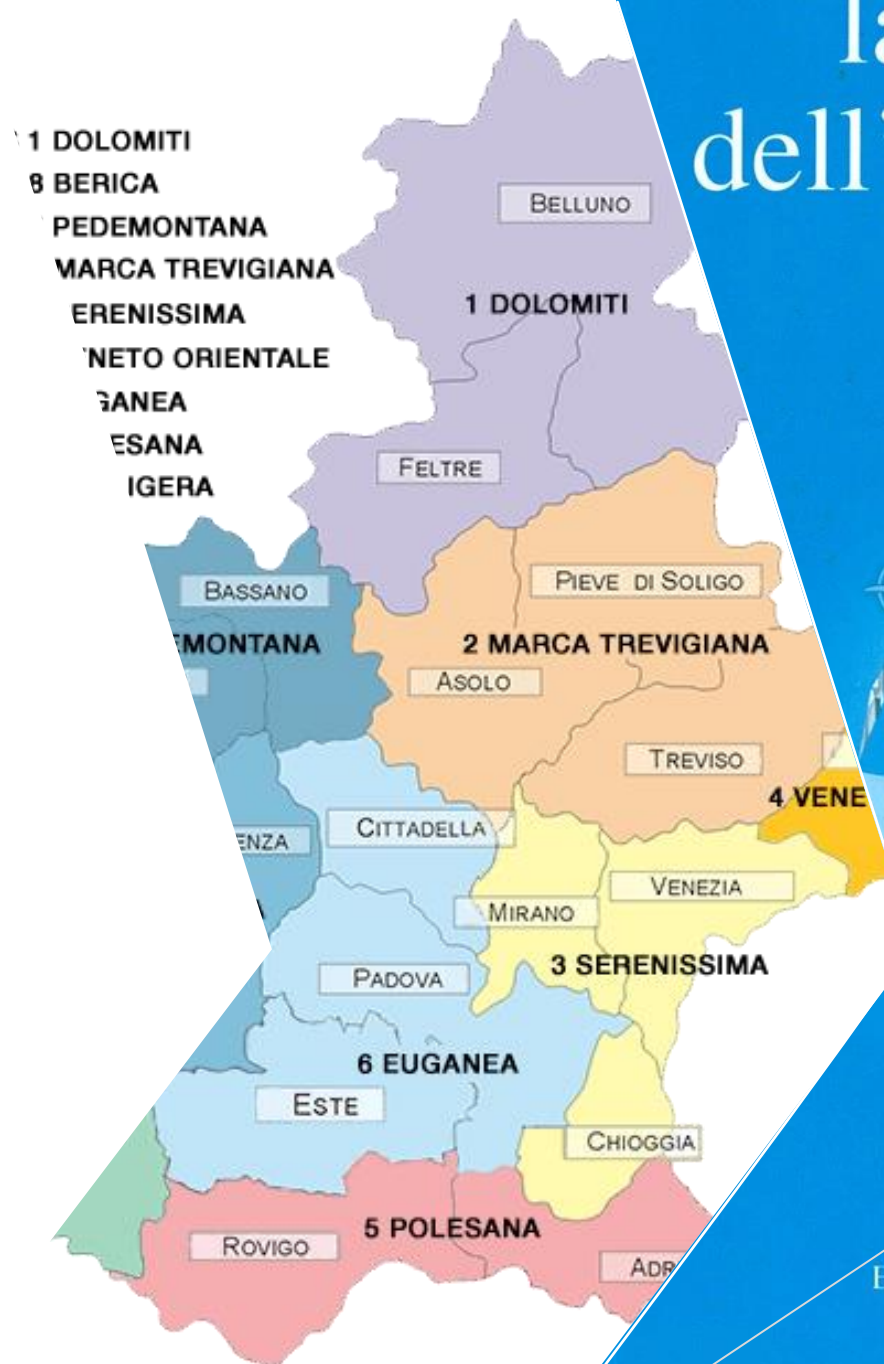 la
dell'
1 DOLOMITI
8 BERICA
PEDEMONTANA
MARCA TREVIGIANA
ERENISSIMA
NETO ORIENTALE
GANEA
ESANA
IGERA
BELLUNO
1 DOLOMITI
FELTRE
BASSANO
PIEVE DI SOLIGO
EMONTANA
2 MARCA TREVIGIANA
ASOLO
TREVISO
4 VENE
ENZA
CITTADELLA
VENEZIA
MIRANO
3 SERENISSIMA
PADOVA
6 EUGANEA
ESTE
CHIOGGIA
5 POLESANA
ROVIGO
ADR
E